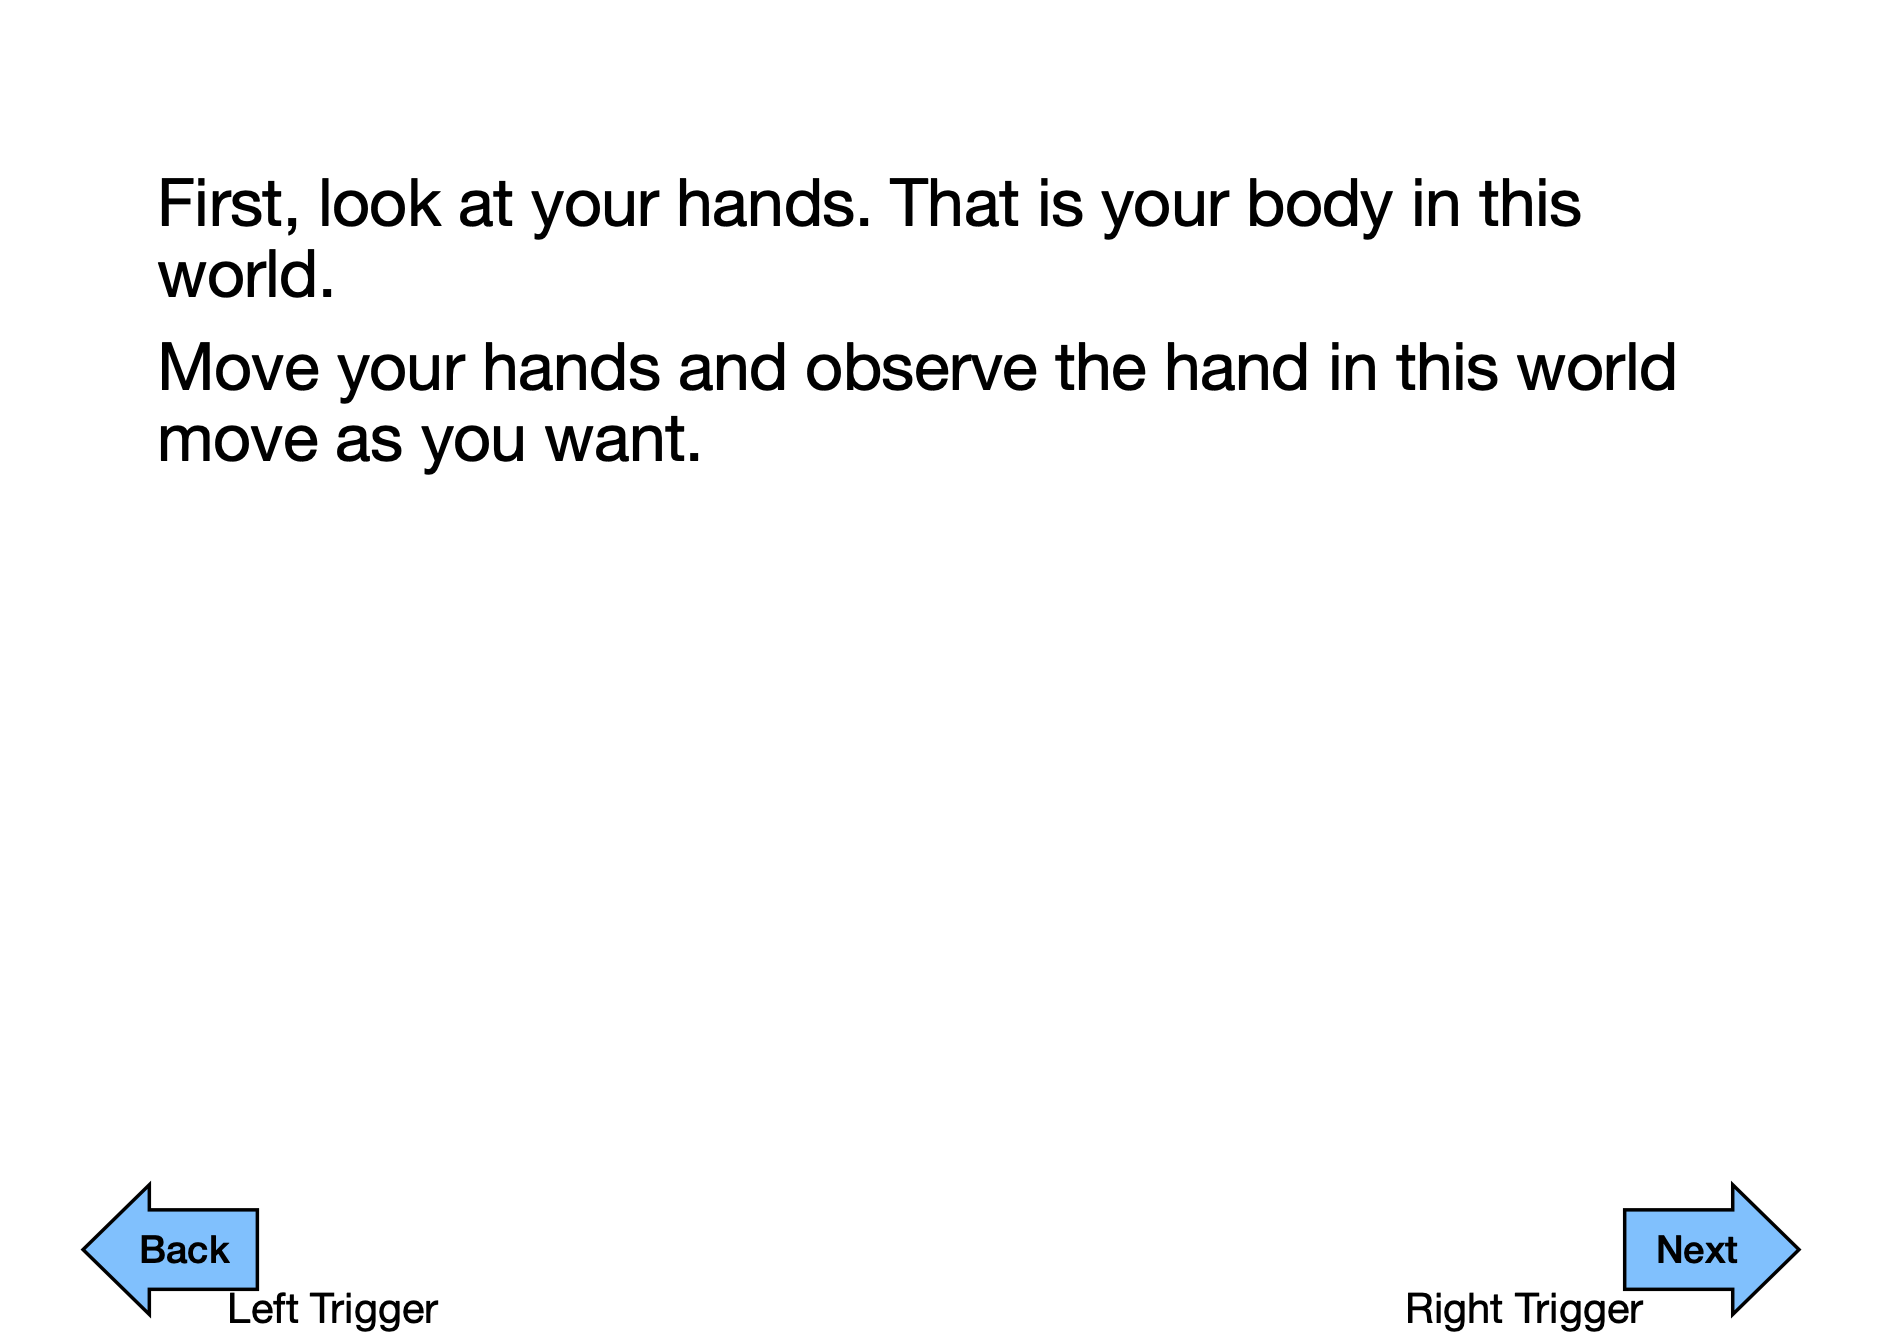 First, look at your hands. That is your body in this
world.
Move your hands and observe the hand in this world
move as you want.
Back
Left Trigger
Next
Right Trigger